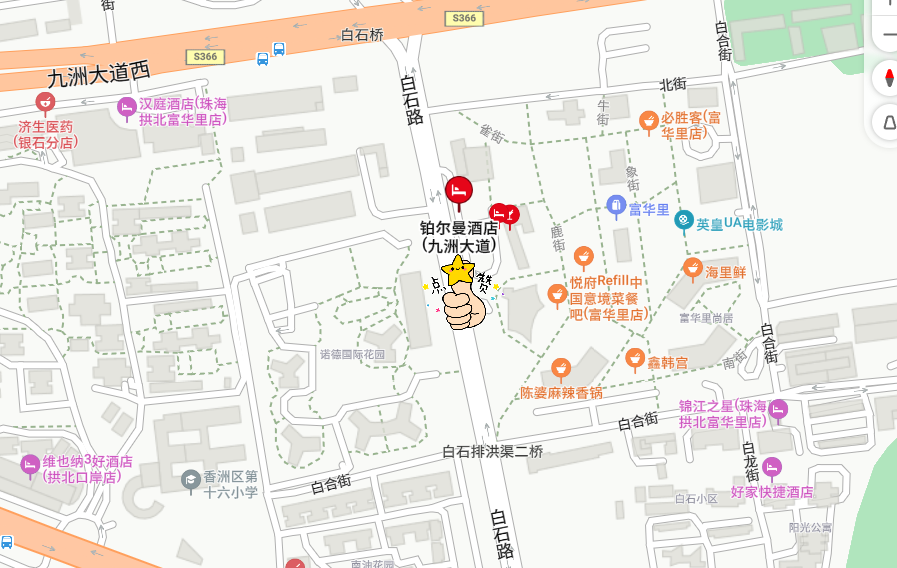 街
S366
S366
白石桥
白合街
九洲大道西
白石路
北街
汉庭酒店(珠海
拱北富华里店)
济生医药
(银石分店)
雀街
牛街
必胜客(富
华里店)
象街
富华里
英皇UA电影城
铂尔曼酒店
(九洲大道)
鹿街
点赞
悦府Refill中
国意境菜餐
吧(富华里店)
海里鲜
富华里尚居
白合街
诺德国际花园
南街
鑫韩宫
陈婆麻辣香锅
锦江之星(珠海
拱北富华里店)
白合街
白石排洪渠二桥
白龙街
维也纳3好酒店
(拱北口岸店)
香洲区第
十六小学
白合街
好家快捷酒店
白石小区
白石路
阳光公寓
南油花园